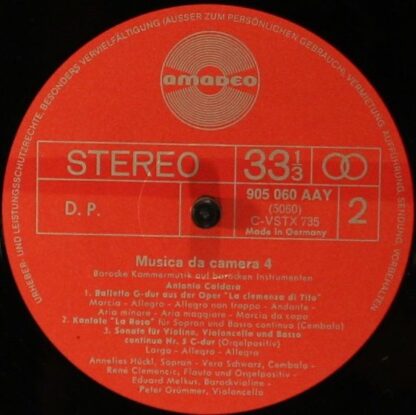 URHEBER- UND LEISTUNGSSCHUTZRECHTE, BESONDERS VERVIELFÄLTIGUNG (AUSSER ZUM PERSÖNLICHEN GEBRAUCH), VERMIETUNG, AUFFÜHRUNG, SENDUNG, VORBEHALTEN
amadeo
STEREO
33 1/3
D. P.
905 060 AAY
(5060)
C-VSTX 735
Made in Germany
2
Musica da camera 4
Barocke Kammermusik auf barocken Instrumenten
Antonio Caldara
1. Balletto G-dur aus der Oper "La clemenza di Tito"
Marcia - Allegro - Allegro non troppo - Andante -
Aria minore - Aria maggiore - Marcia da capo
2. Kantate "La Rosa" für Sopran und Basso continuo (Cembalo)
3. Sonate für Violine, Violoncello und Basso
continuo Nr. 5 C-dur (Orgelpositiv)
Largo - Allegro - Allegro
Annelies Hückl, Sopran - Vera Schwarz, Cembalo -
René Clemencic, Flaute und Orgelpositiv -
Eduard Melkus, Barockvioline -
Peter Grümmer, Violoncello